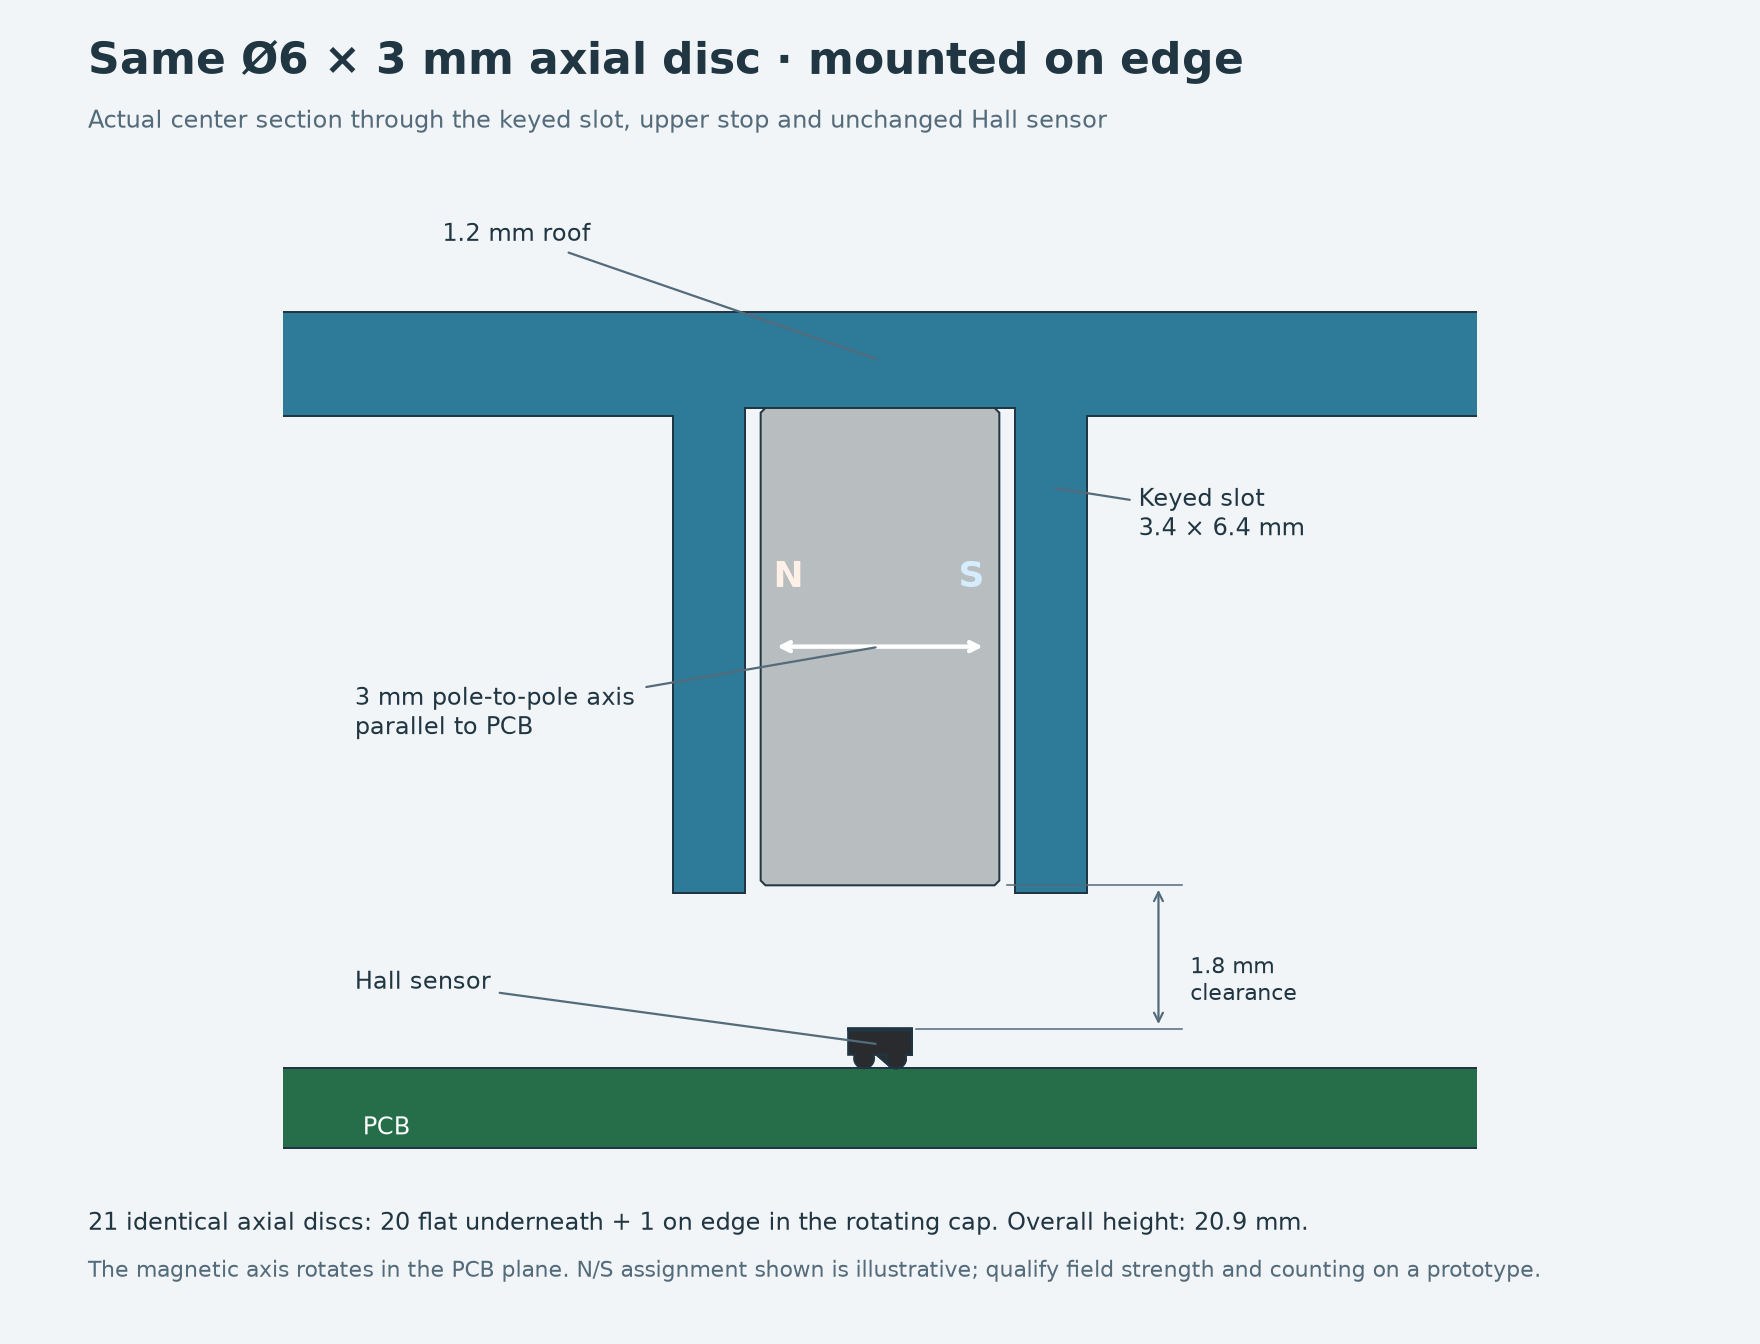 Same Ø6 × 3 mm axial disc · mounted on edge
Actual center section through the keyed slot, upper stop and unchanged Hall sensor
1.2 mm roof
Keyed slot
3.4 × 6.4 mm
N
S
3 mm pole-to-pole axis
parallel to PCB
Hall sensor
1.8 mm
clearance
PCB
21 identical axial discs: 20 flat underneath + 1 on edge in the rotating cap. Overall height: 20.9 mm.
The magnetic axis rotates in the PCB plane. N/S assignment shown is illustrative; qualify field strength and counting on a prototype.